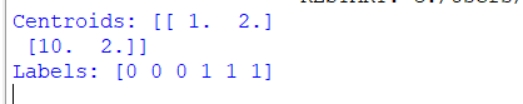 Centroids: [[ 1.  2.]
 [10.  2.]]
Labels: [0 0 0 1 1 1]